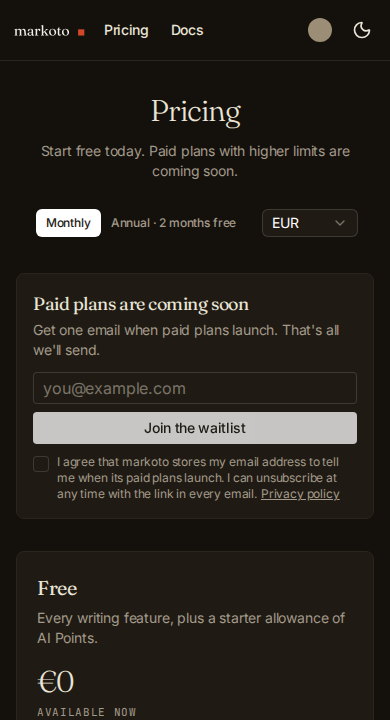 markoto
Pricing
Docs
Pricing
Start free today. Paid plans with higher limits are
coming soon.
Monthly
Annual · 2 months free
EUR
Paid plans are coming soon
Get one email when paid plans launch. That's all
we'll send.
you@example.com
Join the waitlist
I agree that markoto stores my email address to tell
me when its paid plans launch. I can unsubscribe at
any time with the link in every email. Privacy policy
Free
Every writing feature, plus a starter allowance of
AI Points.
€0
AVAILABLE NOW